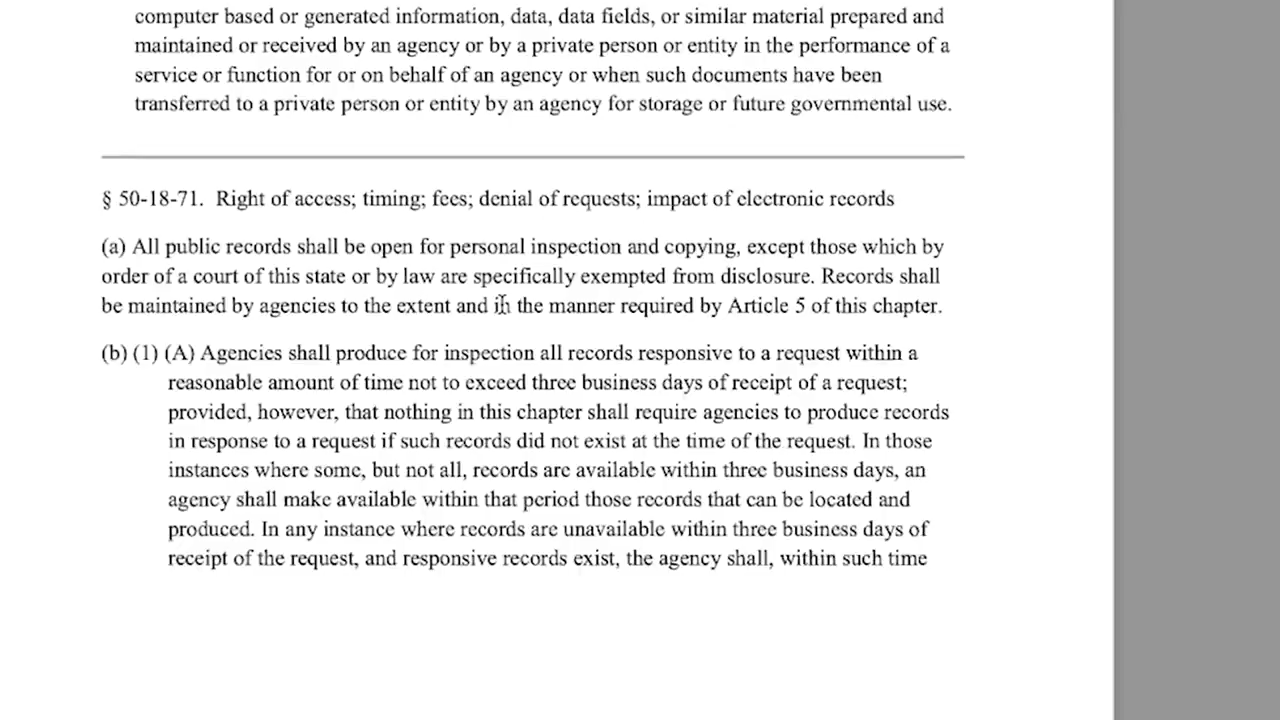 computer based or generated information, data, data fields, or similar material prepared and
maintained or received by an agency or by a private person or entity in the performance of a
service or function for or on behalf of an agency or when such documents have been
transferred to a private person or entity by an agency for storage or future governmental use.
§ 50-18-71. Right of access; timing; fees; denial of requests; impact of electronic records
(a) All public records shall be open for personal inspection and copying, except those which by
order of a court of this state or by law are specifically exempted from disclosure. Records shall
be maintained by agencies to the extent and in the manner required by Article 5 of this chapter.
(b) (1) (A) Agencies shall produce for inspection all records responsive to a request within a
reasonable amount of time not to exceed three business days of receipt of a request;
provided, however, that nothing in this chapter shall require agencies to produce records
in response to a request if such records did not exist at the time of the request. In those
instances where some, but not all, records are available within three business days, an
agency shall make available within that period those records that can be located and
produced. In any instance where records are unavailable within three business days of
receipt of the request, and responsive records exist, the agency shall, within such time